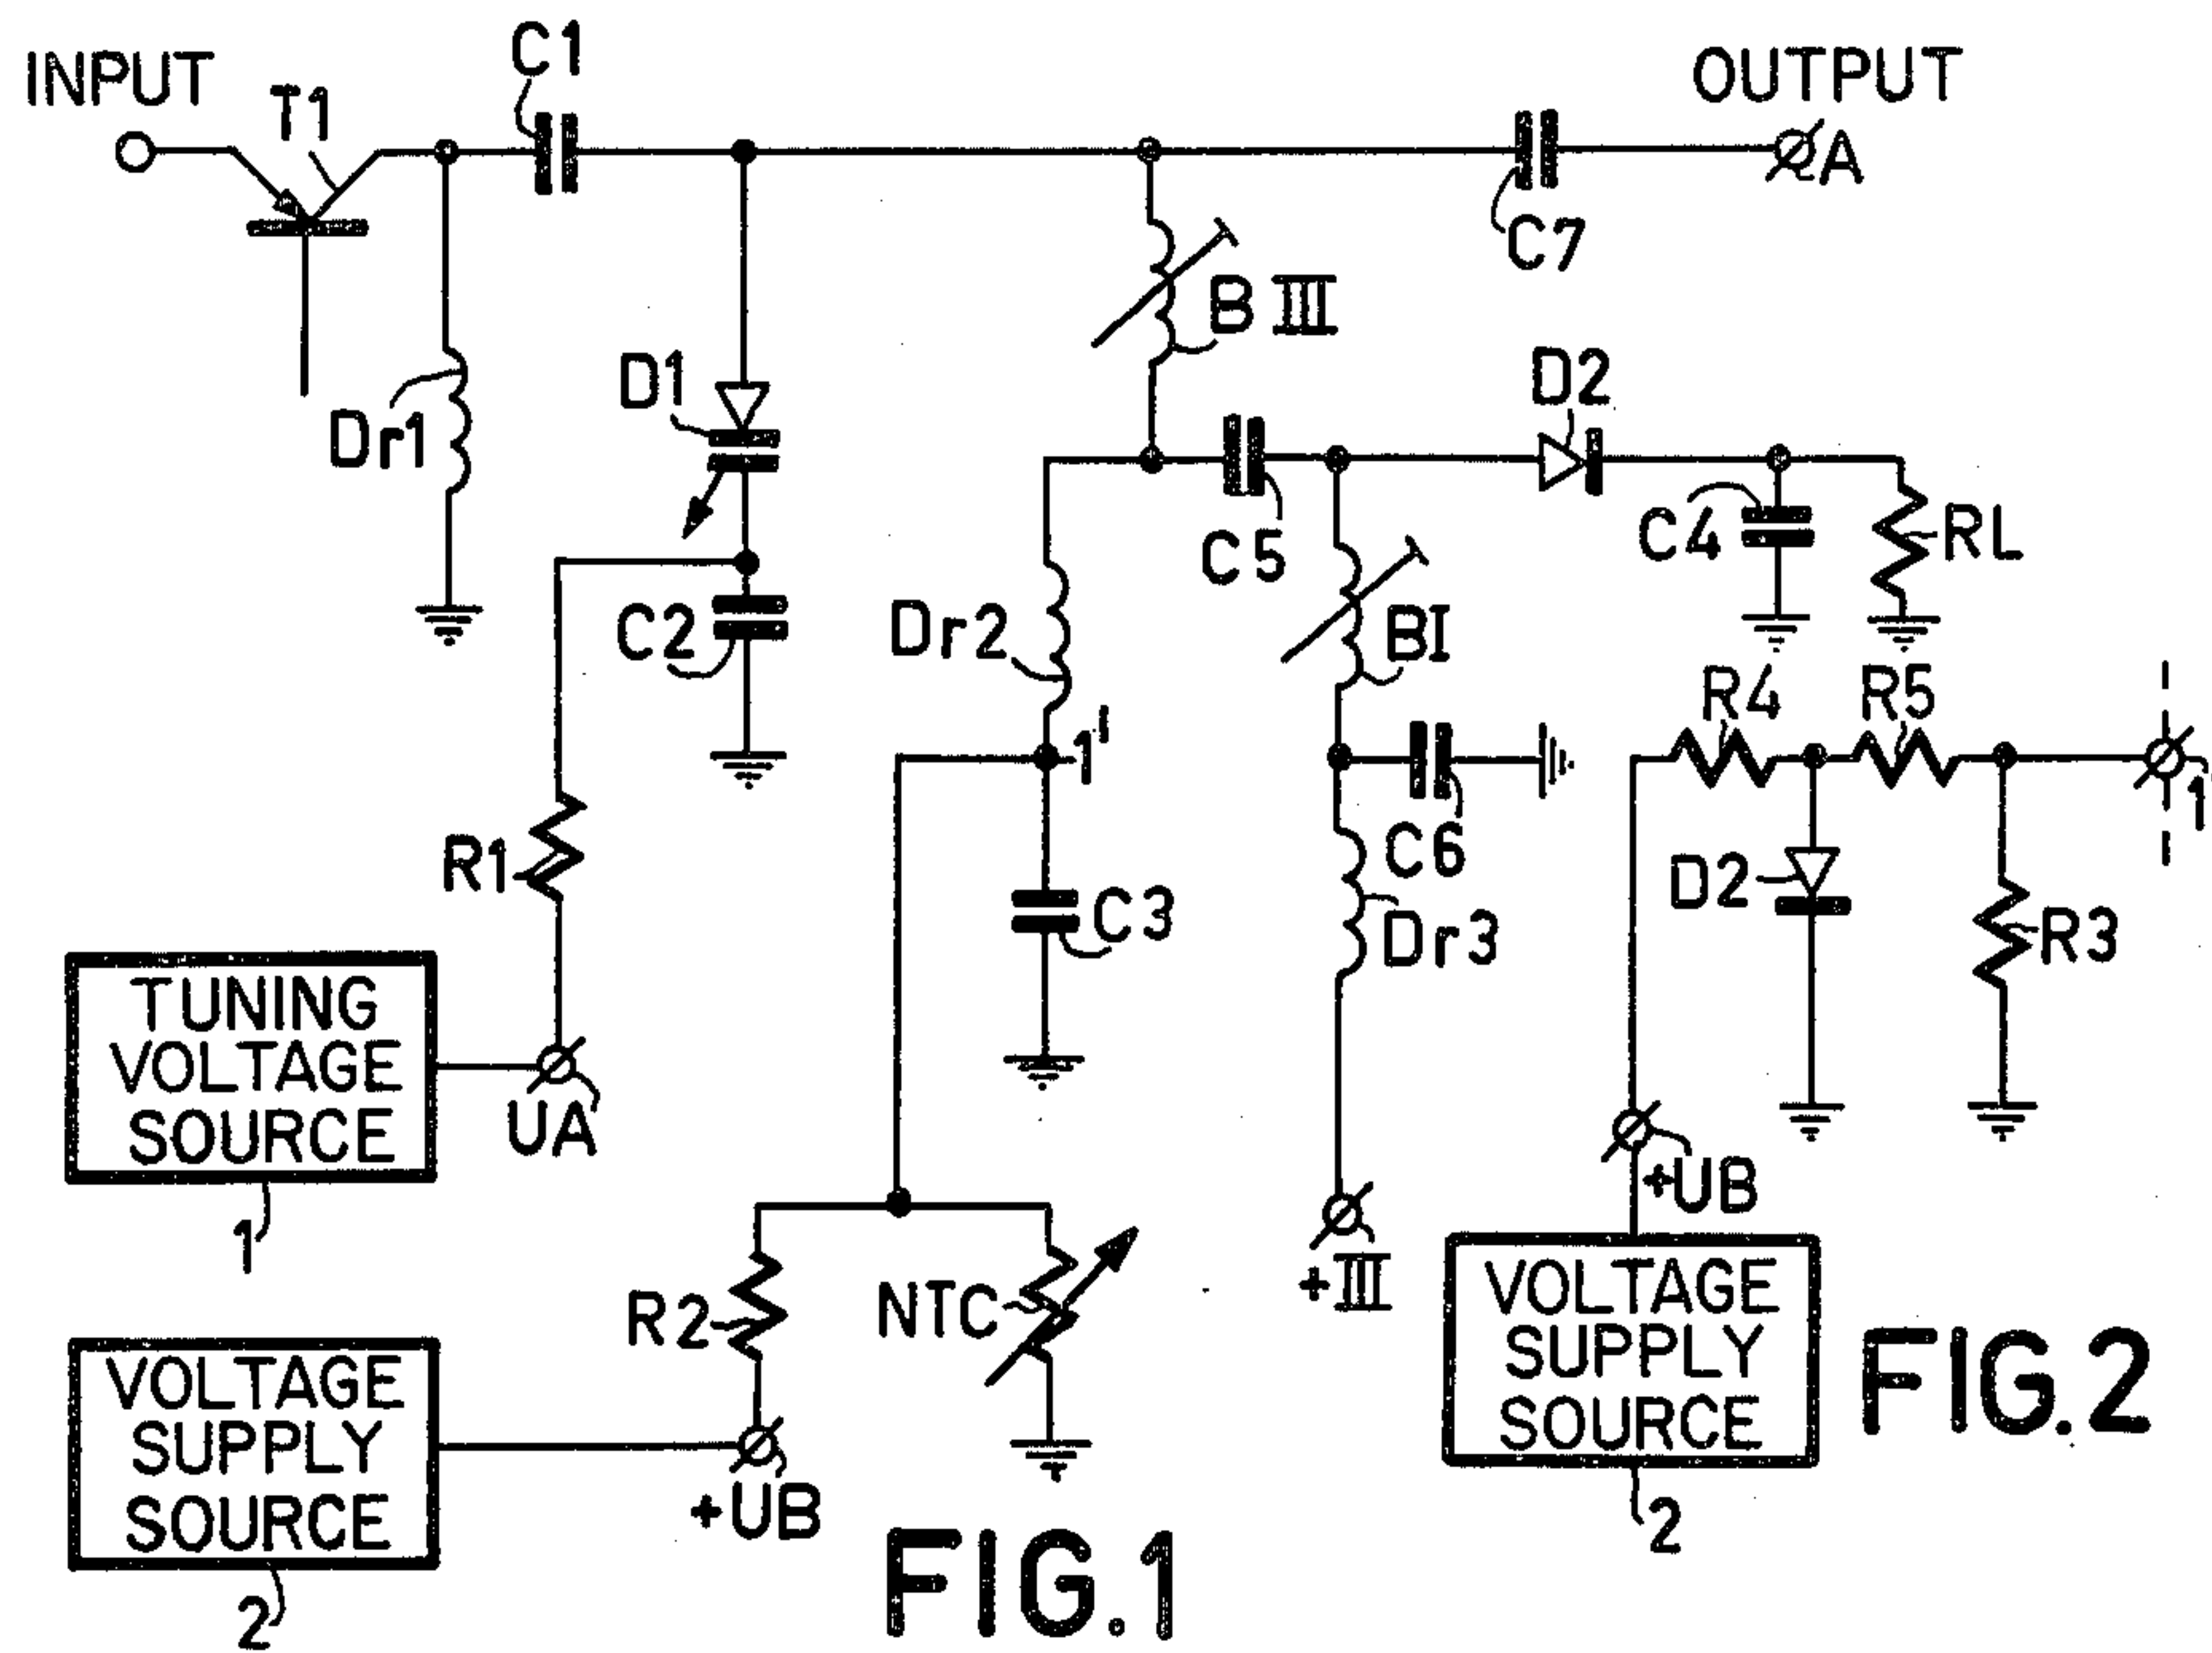 INPUT
T1
C1
OUTPUT
A
C7
B III
Dr1
D1
D2
C5
C4
RL
C2
Dr2
BI
R4
R5
1'
1
R1
C6
D2
R3
C3
Dr3
TUNING
VOLTAGE
SOURCE
UA
1
+UB
+III
R2
NTC
VOLTAGE
SUPPLY
SOURCE
2
VOLTAGE
SUPPLY
SOURCE
2
+UB
FIG.1
FIG.2